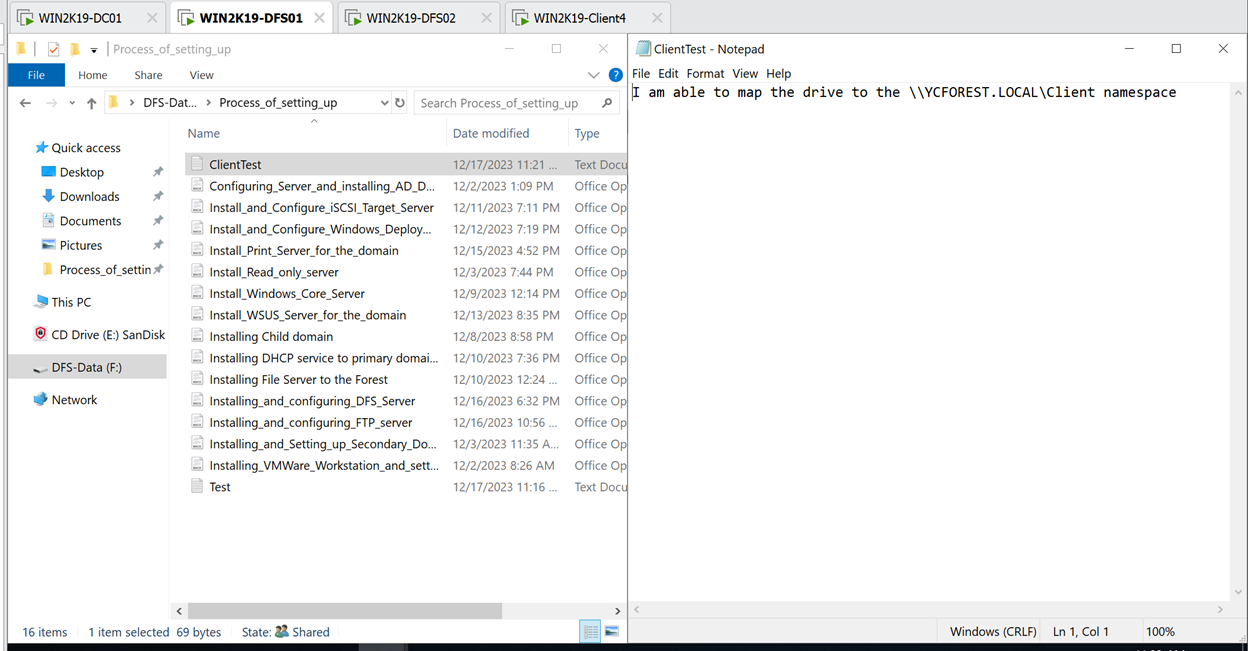 WIN2K19-DC01
WIN2K19-DFS01
WIN2K19-DFS02
WIN2K19-Client4
Process_of_setting_up
File Home Share View
DFS-Dat... Process_of_setting_up
Search Process_of_setting_up
Quick access
Desktop
Downloads
Documents
Pictures
Process_of_settin
This PC
CD Drive (E:) SanDisk
DFS-Data (F:)
Network
Name Date modified Type
ClientTest 12/17/2023 11:21 ... Text Docu
Configuring_Server_and_installing_AD_D... 12/2/2023 1:09 PM Office Op
Install_and_Configure_iSCSI_Target_Server 12/11/2023 7:11 PM Office Op
Install_and_Configure_Windows_Deploy... 12/12/2023 7:19 PM Office Op
Install_Print_Server_for_the_domain 12/15/2023 4:52 PM Office Op
Install_Read_only_server 12/3/2023 7:44 PM Office Op
Install_Windows_Core_Server 12/9/2023 12:14 PM Office Op
Install_WSUS_Server_for_the_domain 12/13/2023 8:35 PM Office Op
Installing Child domain 12/8/2023 8:58 PM Office Op
Installing DHCP service to primary domai... 12/10/2023 7:36 PM Office Op
Installing File Server to the Forest 12/10/2023 12:24 ... Office Op
Installing_and_configuring_DFS_Server 12/16/2023 6:32 PM Office Op
Installing_and_configuring_FTP_server 12/16/2023 10:56 ... Office Op
Installing_and_Setting_up_Secondary_Do... 12/3/2023 11:35 A... Office Op
Installing_VMWare_Workstation_and_sett... 12/2/2023 8:26 AM Office Op
Test 12/17/2023 11:16 ... Text Docu
16 items 1 item selected 69 bytes State: Shared
ClientTest - Notepad
File Edit Format View Help
I am able to map the drive to the \\YCFOREST.LOCAL\Client namespace
Windows (CRLF) Ln 1, Col 1 100%